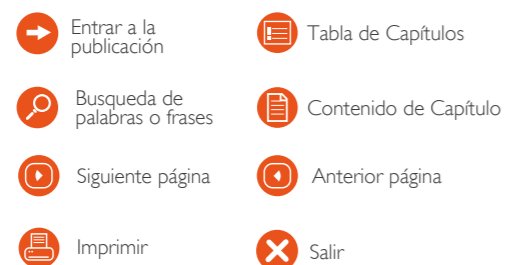 Entrar a la
publicación
Tabla de Capítulos
Busqueda de
palabras o frases
Contenido de Capítulo
Siguiente página
Anterior página
Imprimir
Salir